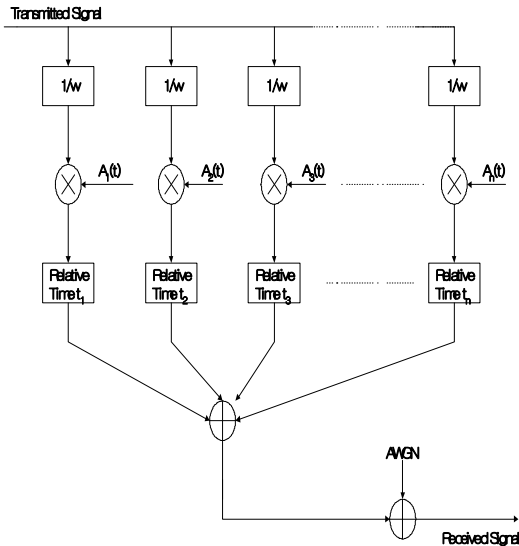 Transmitted Signal
1/w 1/w 1/w 1/w
A1(t) A2(t) A3(t) An(t)
Relative Time t1
Relative Time t2
Relative Time t3
Relative Time tn
AWGN
Received Signal